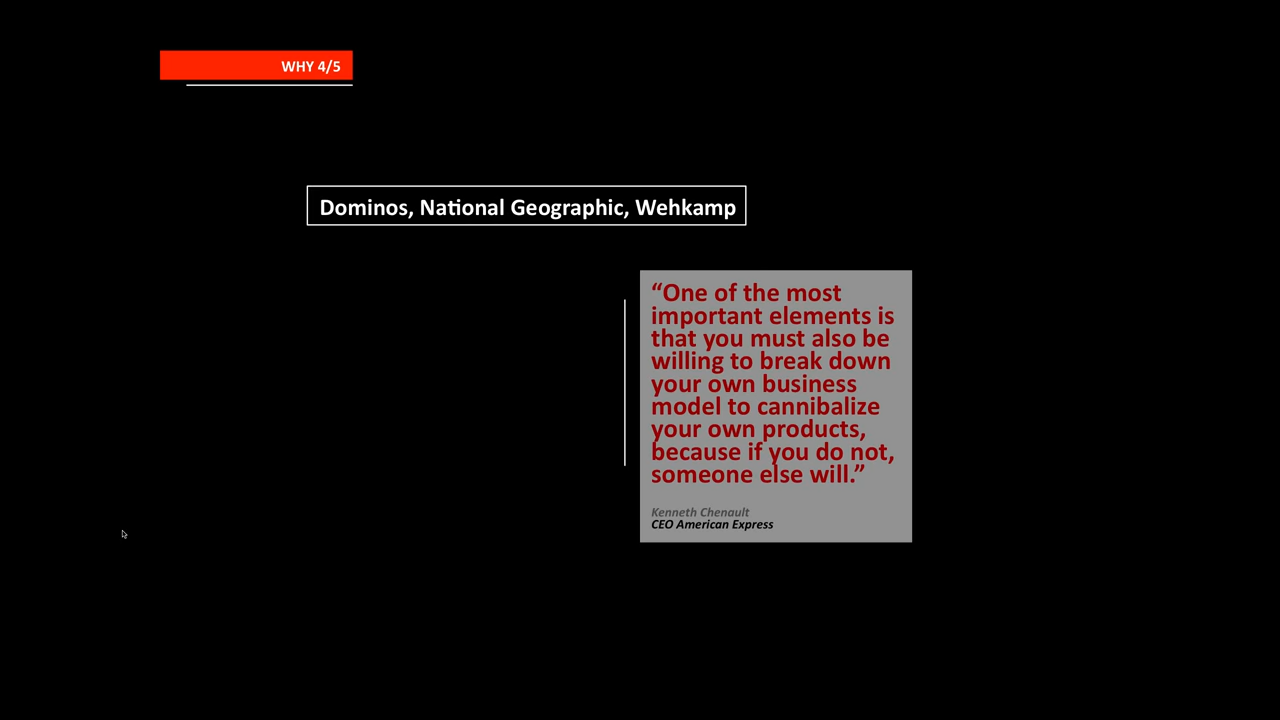 WHY 4/5
Dominos, National Geographic, Wehkamp
“One of the most
important elements is
that you must also be
willing to break down
your own business
model to cannibalize
your own products,
because if you do not,
someone else will.”
Kenneth Chenault
CEO American Express